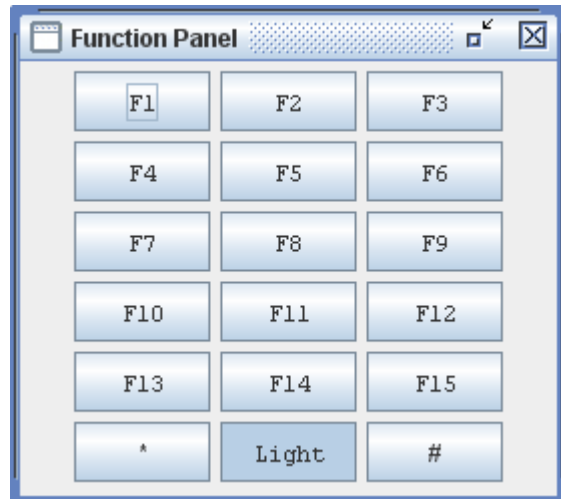 Function Panel
F1 F2 F3
F4 F5 F6
F7 F8 F9
F10 F11 F12
F13 F14 F15
* Light #